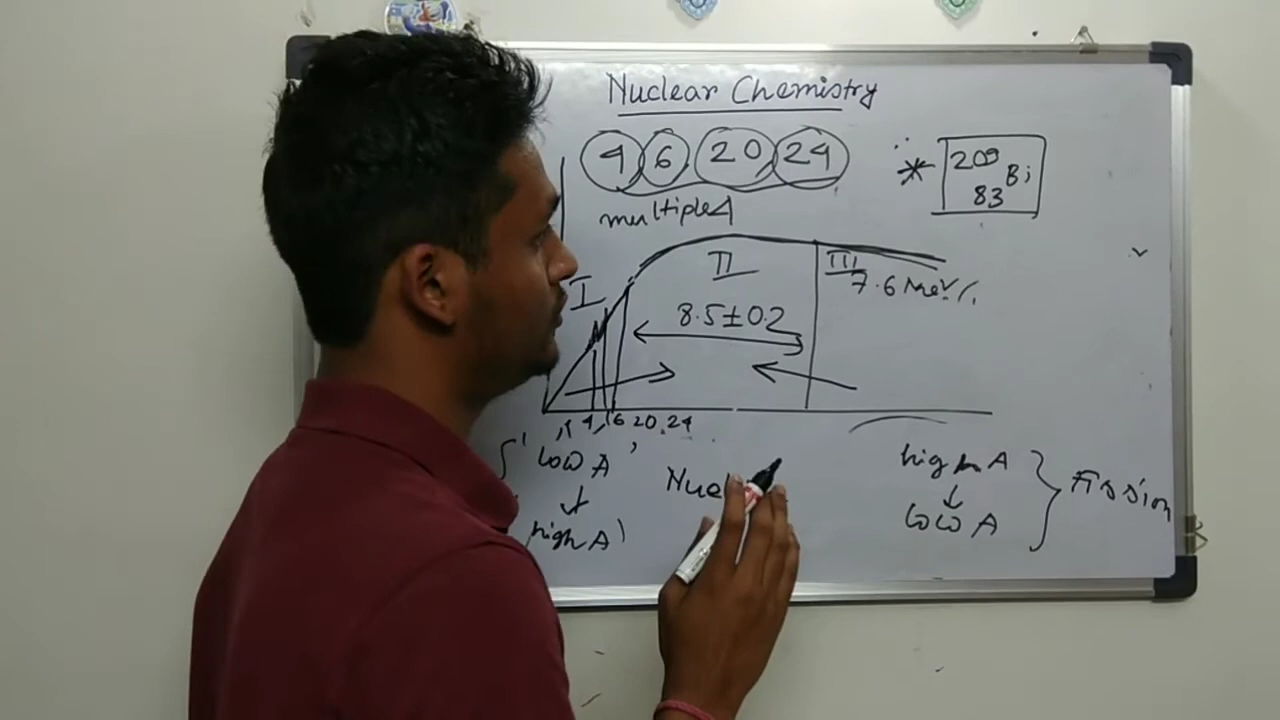 Nuclear Chemistry
4 6 20 24
multiple 4
* 209 Bi
83
I
II
III
7.6 MeV
8.5±0.2
4, 16 20, 24
low A
↓
high A
high A
↓
low A
Fission